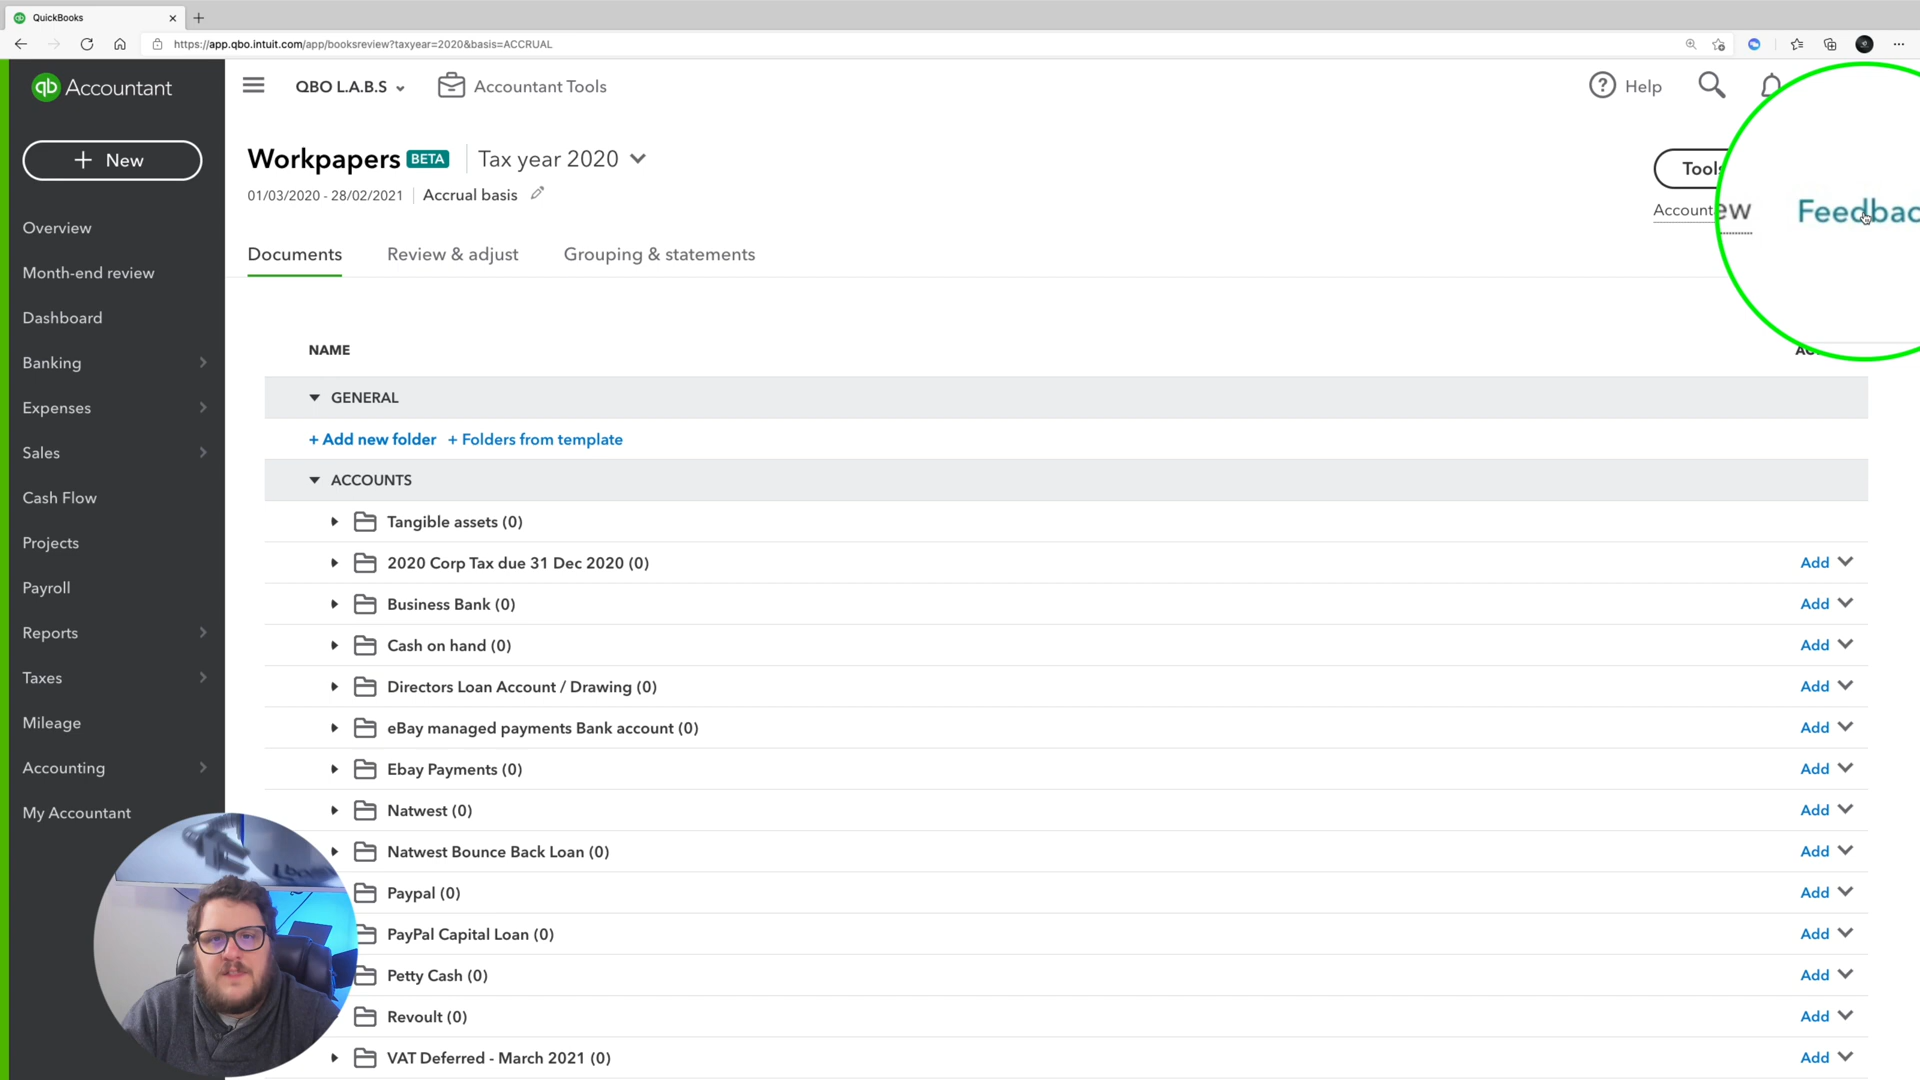 QuickBooks
https://app.qbo.intuit.com/app/booksreview?taxyear=2020&basis=ACCRUAL
qb Accountant
QBO L.A.B.S
Accountant Tools
Help
+ New
Workpapers BETA
Tax year 2020
Tools
01/03/2020 - 28/02/2021
Accrual basis
Feedbac
Documents
Review & adjust
Grouping & statements
Overview
Month-end review
Dashboard
Banking
Expenses
Sales
Cash Flow
Projects
Payroll
Reports
Taxes
Mileage
Accounting
My Accountant
NAME
GENERAL
+ Add new folder + Folders from template
ACCOUNTS
Tangible assets (0)
2020 Corp Tax due 31 Dec 2020 (0) Add
Business Bank (0) Add
Cash on hand (0) Add
Directors Loan Account / Drawing (0) Add
eBay managed payments Bank account (0) Add
Ebay Payments (0) Add
Natwest (0) Add
Natwest Bounce Back Loan (0) Add
Paypal (0) Add
PayPal Capital Loan (0) Add
Petty Cash (0) Add
Revoult (0) Add
VAT Deferred - March 2021 (0) Add